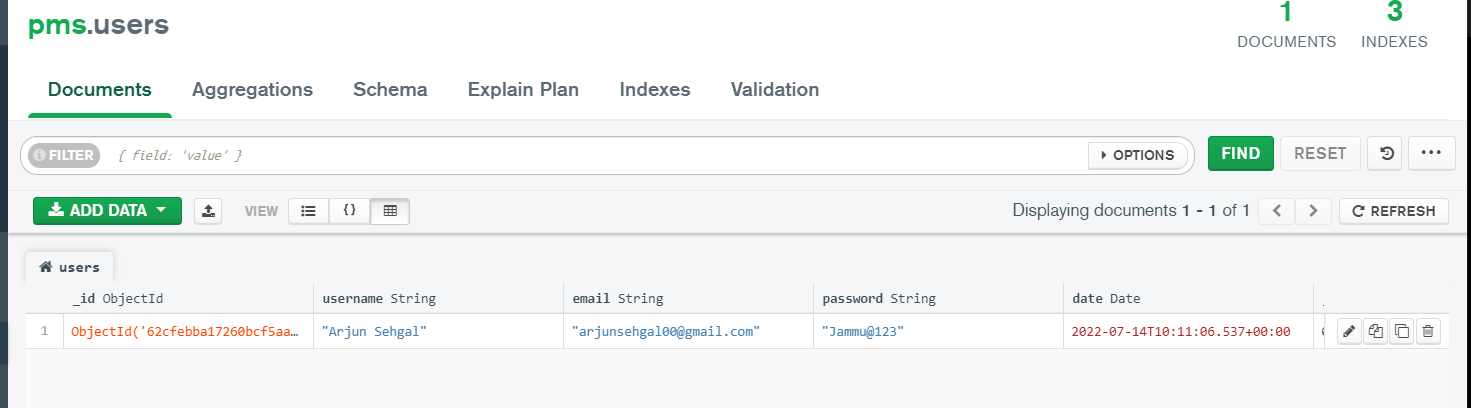 pms.users
1 3
DOCUMENTS INDEXES
Documents Aggregations Schema Explain Plan Indexes Validation
FILTER { field: 'value' } OPTIONS FIND RESET ...
ADD DATA VIEW {} Displaying documents 1 - 1 of 1 REFRESH
users
_id ObjectId username String email String password String date Date
1 ObjectId('62cfebba17260bcf5aa… "Arjun Sehgal" "arjunsehgal00@gmail.com" "Jammu@123" 2022-07-14T10:11:06.537+00:00